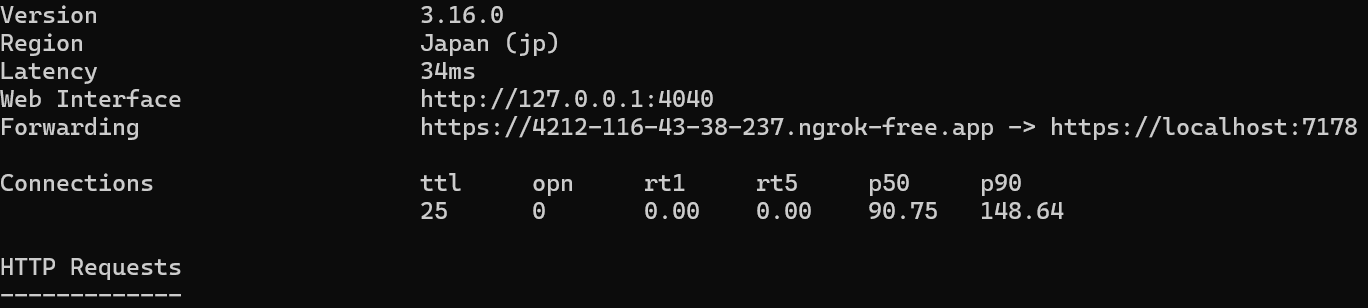 Version 3.16.0
Region Japan (jp)
Latency 34ms
Web Interface http://127.0.0.1:4040
Forwarding https://4212-116-43-38-237.ngrok-free.app -> https://localhost:7178
Connections ttl opn rt1 rt5 p50 p90
25 0 0.00 0.00 90.75 148.64
HTTP Requests
-------------